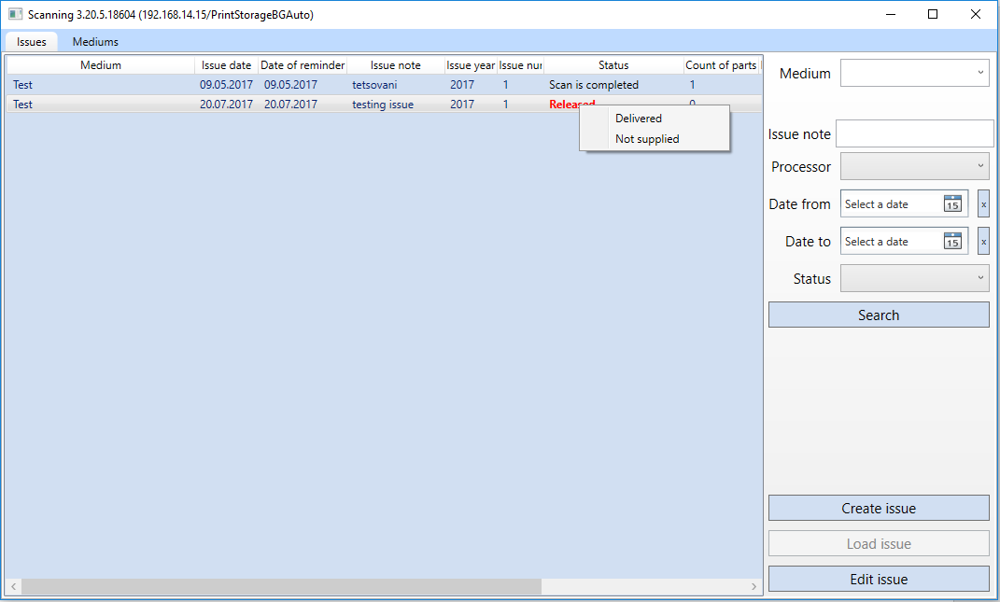 Scanning 3.20.5.18604 (192.168.14.15/PrintStorageBGAuto)
Issues Mediums
Medium Issue date Date of reminder Issue note Issue year Issue nur Status Count of parts
Test 09.05.2017 09.05.2017 tetsovani 2017 1 Scan is completed 1
Test 20.07.2017 20.07.2017 testing issue 2017 1 Released 0
Delivered
Not supplied
Medium
Issue note
Processor
Date from Select a date 15 x
Date to Select a date 15 x
Status
Search
Create issue
Load issue
Edit issue